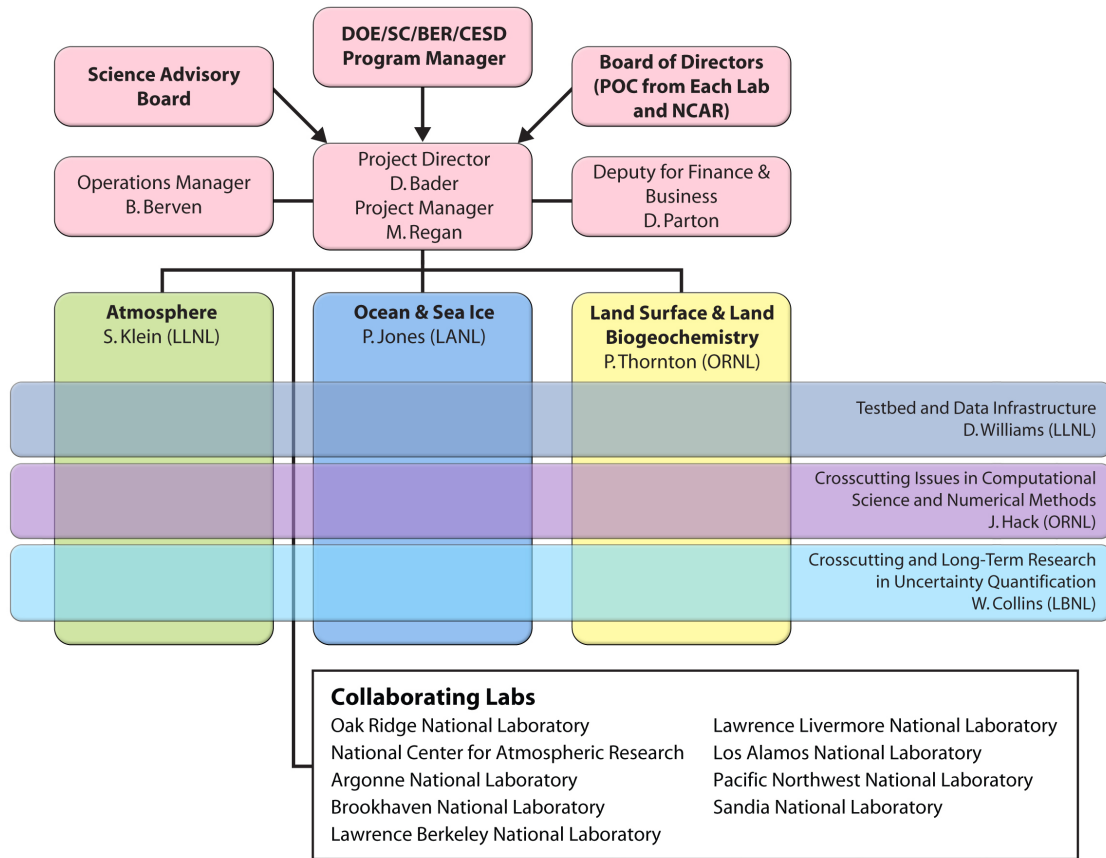 DOE/SC/BER/CESD
Program Manager
Science Advisory
Board
Board of Directors
(POC from Each Lab
and NCAR)
Operations Manager
B. Berven
Project Director
D. Bader
Project Manager
M. Regan
Deputy for Finance &
Business
D. Parton
Atmosphere
S. Klein (LLNL)
Ocean & Sea Ice
P. Jones (LANL)
Land Surface & Land
Biogeochemistry
P. Thornton (ORNL)
Testbed and Data Infrastructure
D. Williams (LLNL)
Crosscutting Issues in Computational
Science and Numerical Methods
J. Hack (ORNL)
Crosscutting and Long-Term Research
in Uncertainty Quantification
W. Collins (LBNL)
Collaborating Labs
Oak Ridge National Laboratory
National Center for Atmospheric Research
Argonne National Laboratory
Brookhaven National Laboratory
Lawrence Berkeley National Laboratory
Lawrence Livermore National Laboratory
Los Alamos National Laboratory
Pacific Northwest National Laboratory
Sandia National Laboratory